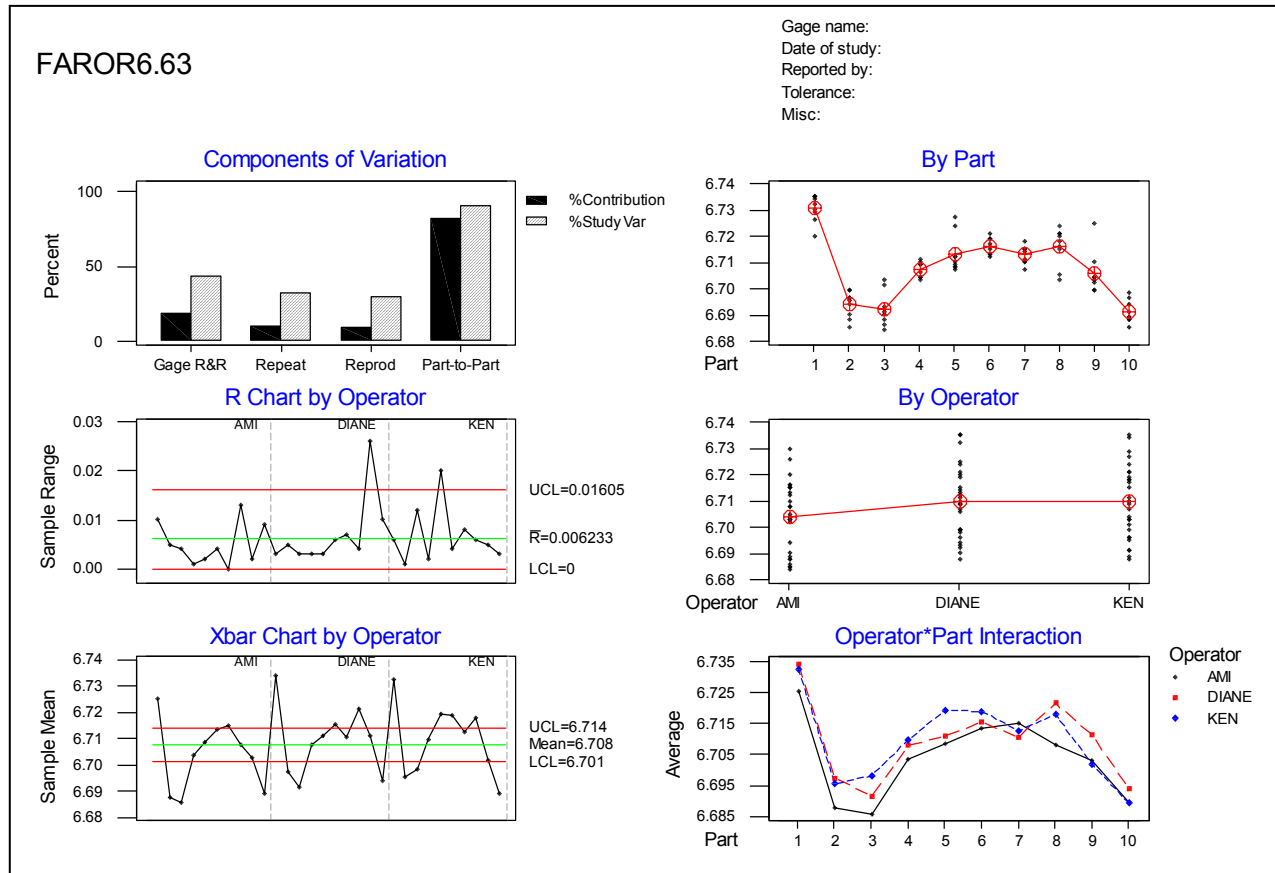 FAROR6.63
Gage name:
Date of study:
Reported by:
Tolerance:
Misc:
Components of Variation
100
50
0
Percent
Gage R&R Repeat Reprod Part-to-Part
%Contribution
%Study Var
By Part
6.74
6.73
6.72
6.71
6.70
6.69
6.68
Part 1 2 3 4 5 6 7 8 9 10
R Chart by Operator
0.03
0.02
0.01
0.00
Sample Range
AMI DIANE KEN
UCL=0.01605
R̅=0.006233
LCL=0
By Operator
6.74
6.73
6.72
6.71
6.70
6.69
6.68
Operator AMI DIANE KEN
Xbar Chart by Operator
6.74
6.73
6.72
6.71
6.70
6.69
6.68
Sample Mean
AMI DIANE KEN
UCL=6.714
Mean=6.708
LCL=6.701
Operator*Part Interaction
6.735
6.725
6.715
6.705
6.695
6.685
Average
Part 1 2 3 4 5 6 7 8 9 10
Operator
AMI
DIANE
KEN